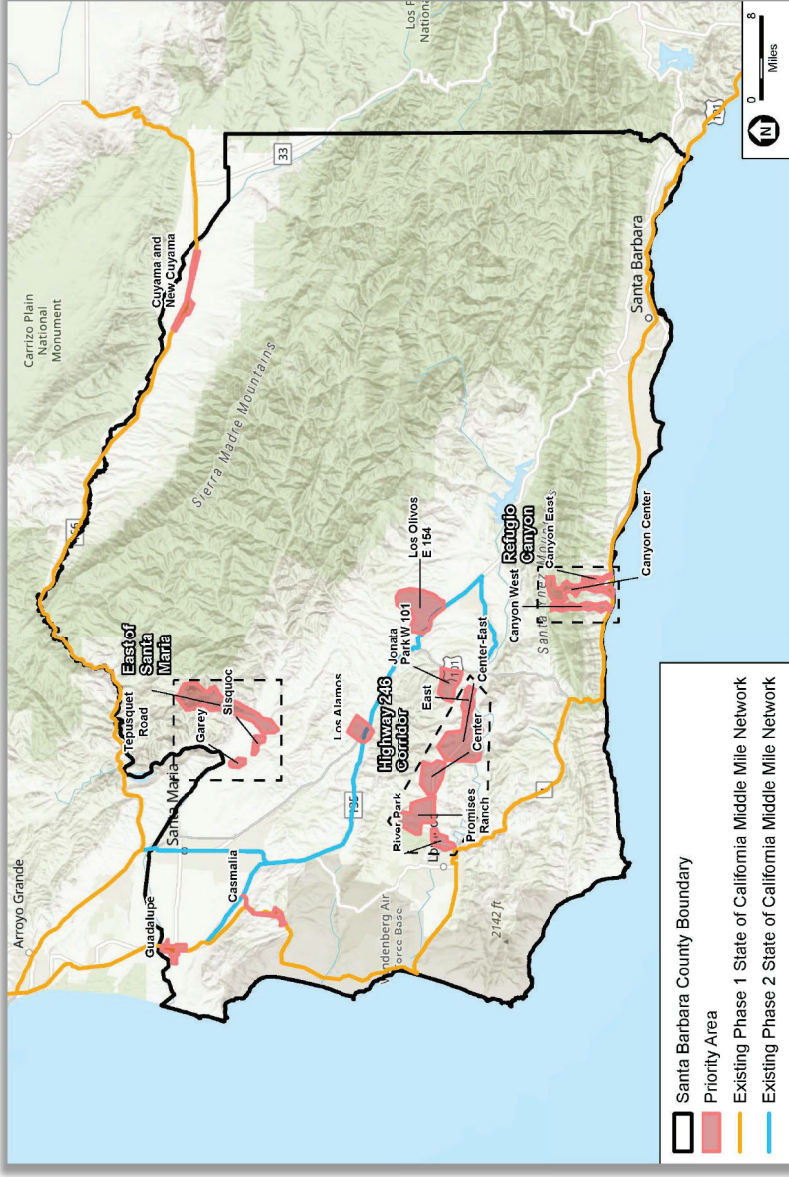 Arroyo Grande
Carrizo Plain
National
Monument
Los
Nationa
33
Cuyama and
New Cuyama
Sierra Madre Mountains
Tepusquet
Road
East of
Santa
Maria
Garey
Sisquoc
Santa Maria
Guadalupe
Casmalia
Los Alamos
135
Highway 246
Corridor
Jonata
Park W 101
Los Olivos
E 154
101
East
Center-East
Center
River Park
Promises
Ranch
2142 ft
Refugio
Canyon
Canyon West
Canyon East
Canyon Center
Santa Barbara
101
Santa Barbara County Boundary
Priority Area
Existing Phase 1 State of California Middle Mile Network
Existing Phase 2 State of California Middle Mile Network
N
0 8
Miles